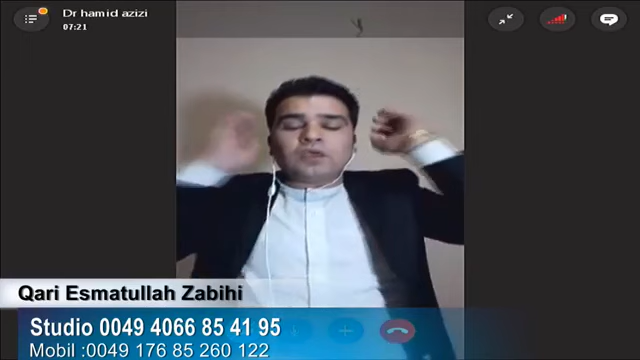 Dr hamid azizi
07:21
Qari Esmatullah Zabihi
Studio 0049 4066 85 41 95
Mobil :0049 176 85 260 122